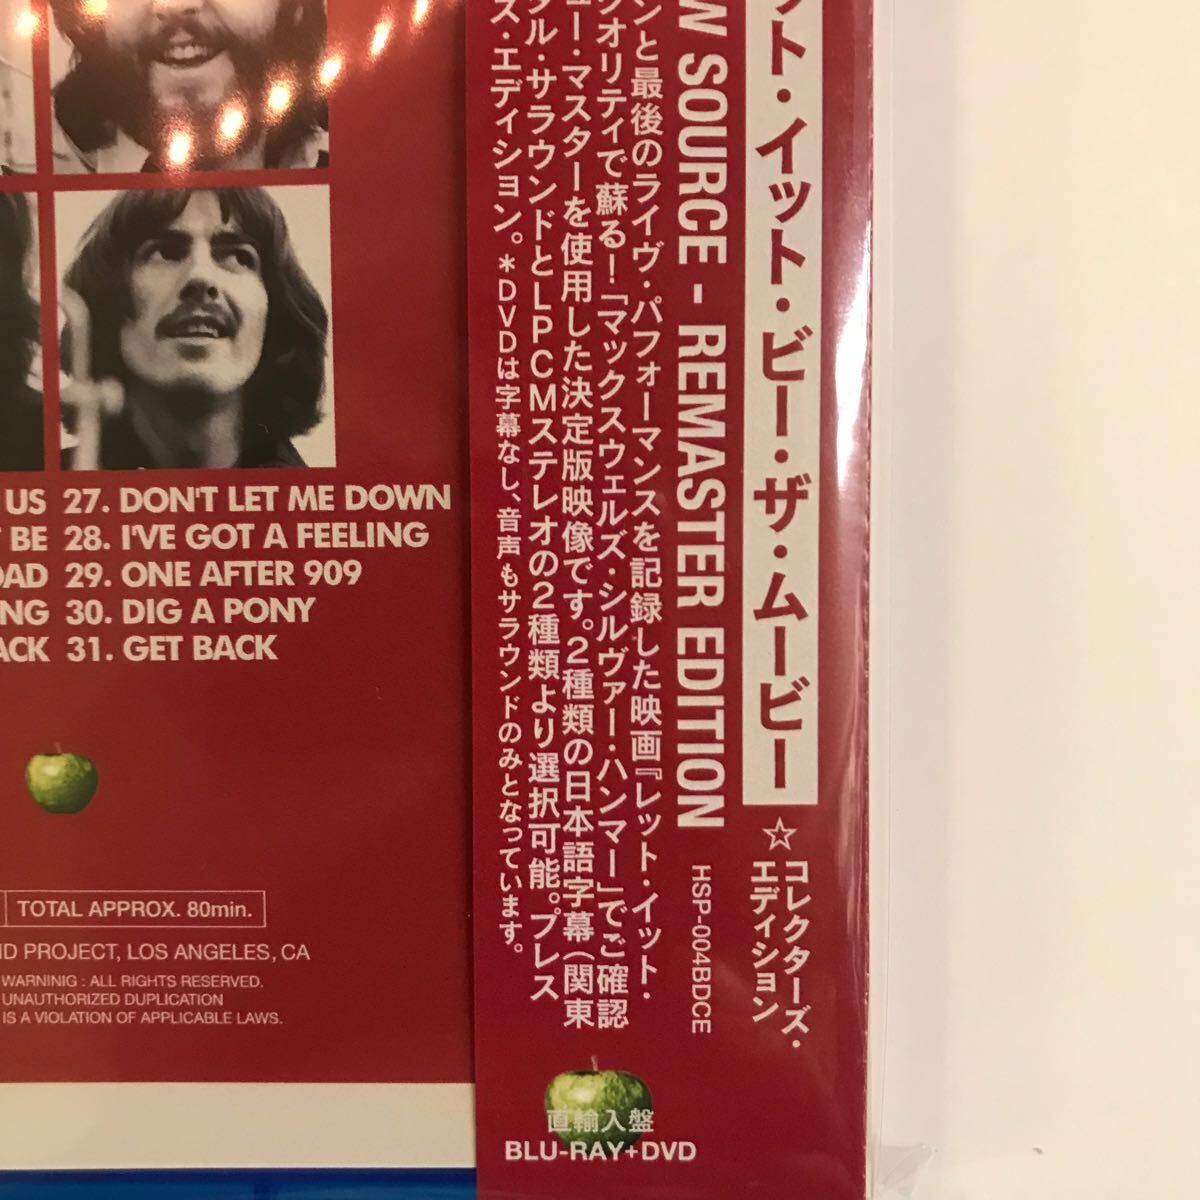 US 27. DON'T LET ME DOWN
BE 28. I'VE GOT A FEELING
29. ONE AFTER 909
30. DIG A PONY
31. GET BACK
TOTAL APPROX. 80min.
PROJECT, LOS ANGELES, CA
WARNINIG : ALL RIGHTS RESERVED.
UNAUTHORIZED DUPLICATION
IS A VIOLATION OF APPLICABLE LAWS.
ット・イット・ビー・ザ・ムービー
☆コレクターズ・
エディション
SOURCE - REMASTER EDITION
HSP-004BDCE
ンと最後のライヴ・パフォーマンスを記録した映画『レット・イット・
ツオリティで蘇る!「マックスウェルズ・シルヴァー・ハンマー」でご確認
ュー・マスターを使用した決定版映像です。2種類の日本語字幕(関東
タル・サラウンドとLPCMステレオの2種類より選択可能。プレス
ス・エディション。*DVDは字幕なし、音声もサラウンドのみとなっています。
直輸入盤
BLU-RAY+DVD